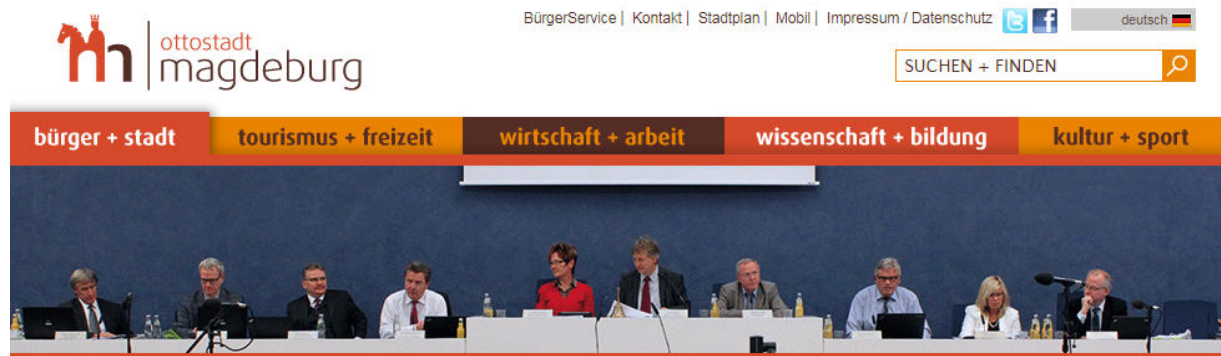 BürgerService | Kontakt | Stadtplan | Mobil | Impressum / Datenschutz
deutsch
ottostadt
magdeburg
SUCHEN + FINDEN
bürger + stadt
tourismus + freizeit
wirtschaft + arbeit
wissenschaft + bildung
kultur + sport